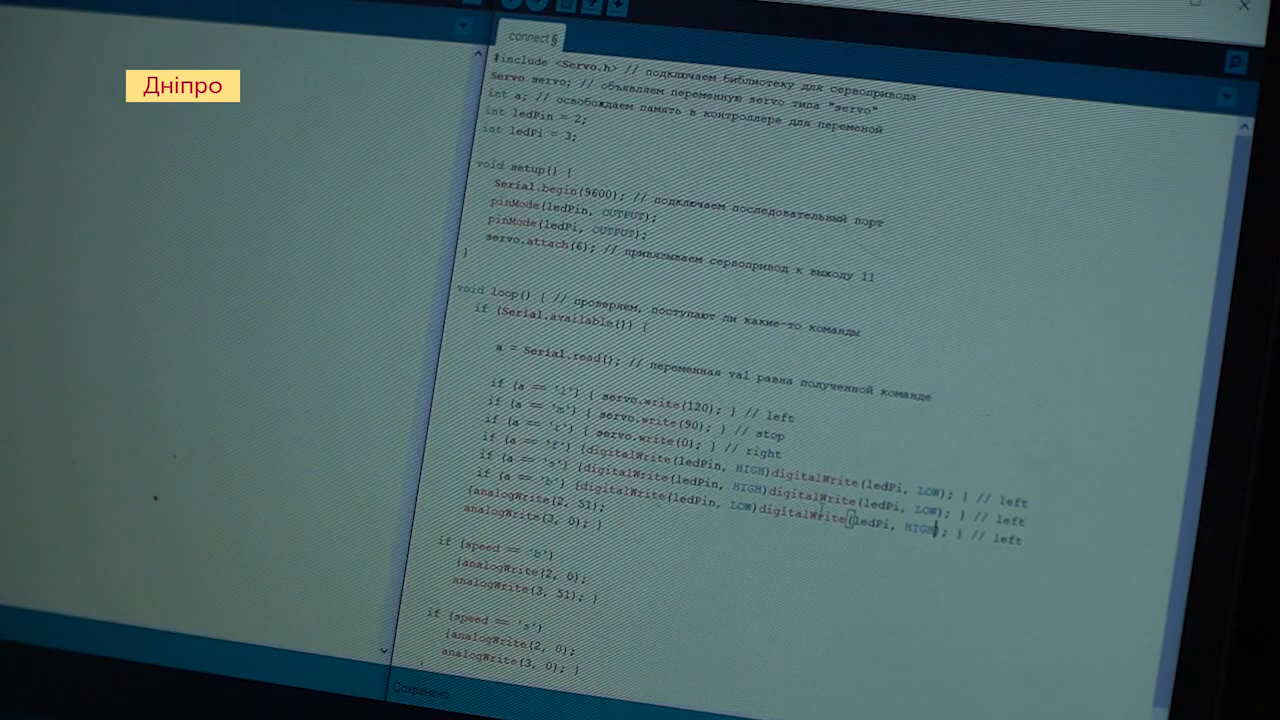 Дніпро
connect§
#include <Servo.h> // подключаем библиотеку для сервопривода
Servo servo; // объявляем переменную servo типа "servo"
int a; // освобождаем память в контроллере для переменой
int ledPin = 2;
int ledPi = 3;
void setup() {
Serial.begin(9600); // подключаем последовательный порт
pinMode(ledPin, OUTPUT);
pinMode(ledPi, OUTPUT);
servo.attach(6); // привязываем сервопривод к выходу 11
}
void loop() { // проверяем, поступают ли какие-то команды
if (Serial.available()) {
a = Serial.read(); // переменная val равна полученной команде
if (a == 'l') { servo.write(120); } // left
if (a == 'm') { servo.write(90); } // stop
if (a == 'r') { servo.write(0); } // right
if (a == 'f') {digitalWrite(ledPin, HIGH)digitalWrite(ledPi, LOW); } // left
if (a == 's') {digitalWrite(ledPin, HIGH)digitalWrite(ledPi, LOW); } // left
if (a == 'b') {digitalWrite(ledPin, LOW)digitalWrite(ledPi, HIGH); } // left
{analogWrite(2, 51);
analogWrite(3, 0); }
if (speed == 'b')
{analogWrite(2, 0);
analogWrite(3, 51); }
if (speed == 's')
{analogWrite(2, 0);
analogWrite(3, 0); }
Сохранено